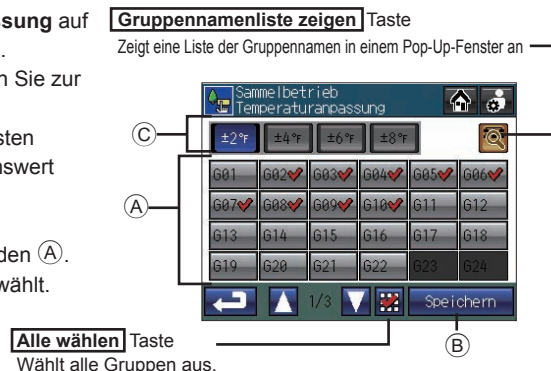 ssung auf
.
n Sie zur
sten
nswert
den Ⓐ.
wählt.
Gruppennamenliste zeigen Taste
Zeigt eine Liste der Gruppennamen in einem Pop-Up-Fenster an
Sammelbetrieb
Temperaturanpassung
Ⓒ
±2°F ±4°F ±6°F ±8°F
Ⓐ
G01 G02 G03 G04 G05 G06
G07 G08 G09 G10 G11 G12
G13 G14 G15 G16 G17 G18
G19 G20 G21 G22 G23 G24
1/3 Speichern
Ⓑ
Alle wählen Taste
Wählt alle Gruppen aus.